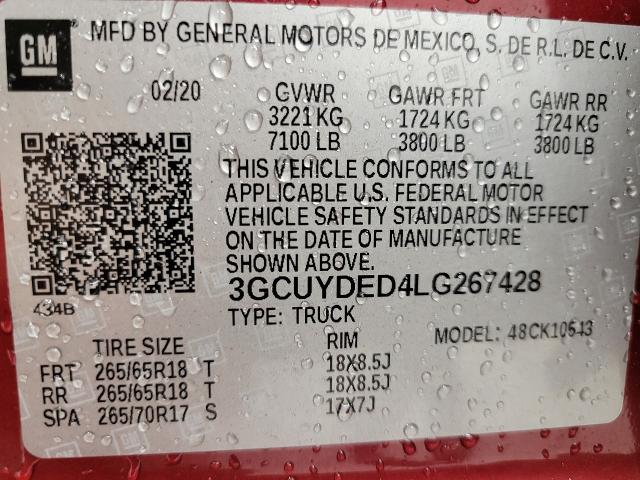 GM MFD BY GENERAL MOTORS DE MEXICO, S. DE R.L. DE C.V.
02/20 GVWR GAWR FRT GAWR RR
3221 KG 1724 KG 1724 KG
7100 LB 3800 LB 3800 LB
THIS VEHICLE CONFORMS TO ALL
APPLICABLE U.S. FEDERAL MOTOR
VEHICLE SAFETY STANDARDS IN EFFECT
ON THE DATE OF MANUFACTURE
SHOWN ABOVE.
3GCUYDED4LG267428
434B
TYPE: TRUCK MODEL: 48CK10543
TIRE SIZE RIM
FRT 265/65R18 T 18X8.5J
RR 265/65R18 T 18X8.5J
SPA 265/70R17 S 17X7J